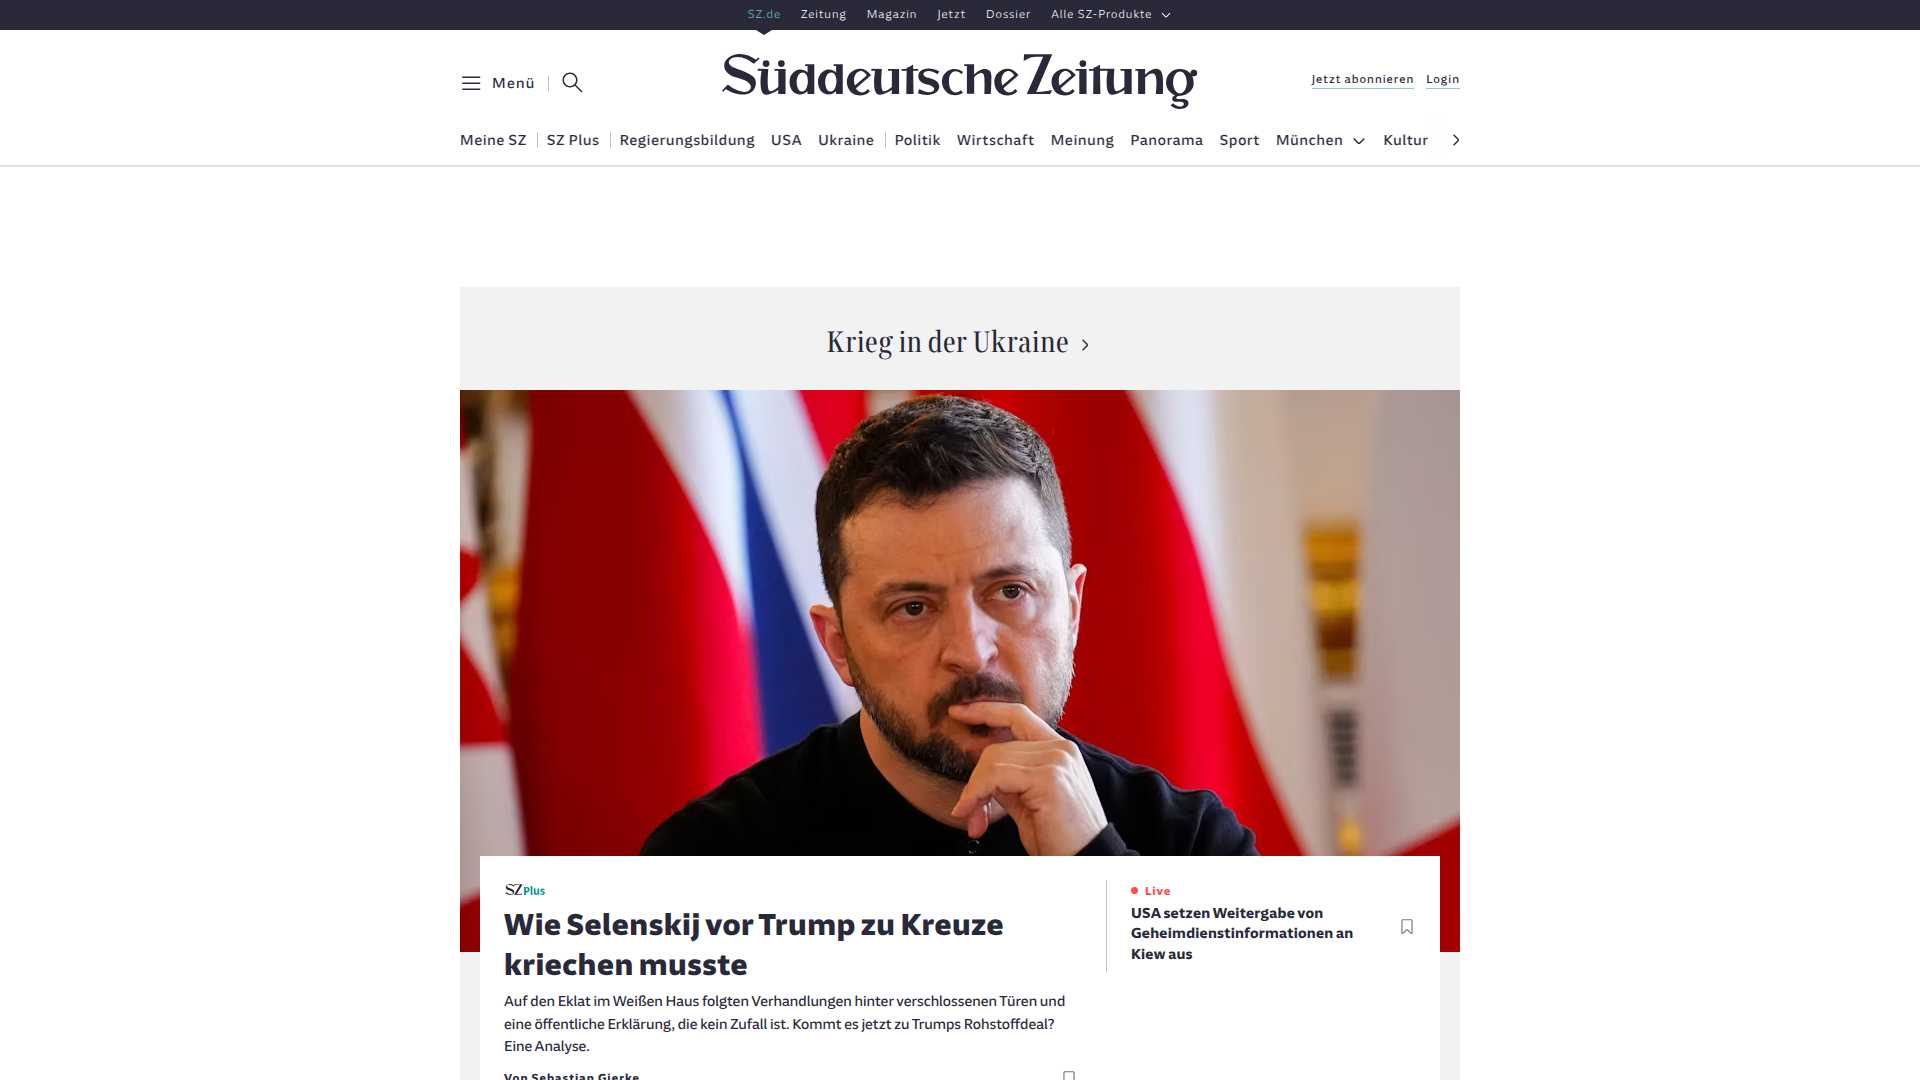 SZ.de Zeitung Magazin Jetzt Dossier Alle SZ-Produkte
Menü
Süddeutsche Zeitung
Jetzt abonnieren Login
Meine SZ SZ Plus Regierungsbildung USA Ukraine Politik Wirtschaft Meinung Panorama Sport München Kultur
Krieg in der Ukraine
SZ Plus
Wie Selenskij vor Trump zu Kreuze
kriechen musste
Auf den Eklat im Weißen Haus folgten Verhandlungen hinter verschlossenen Türen und
eine öffentliche Erklärung, die kein Zufall ist. Kommt es jetzt zu Trumps Rohstoffdeal?
Eine Analyse.
Von Sebastian Gierke
Live
USA setzen Weitergabe von
Geheimdienstinformationen an
Kiew aus